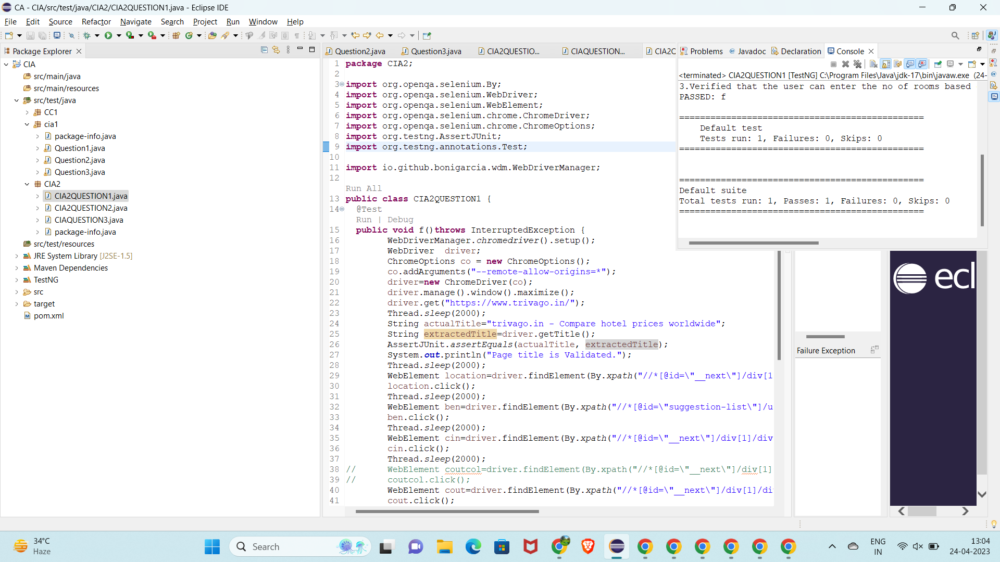 CA - CIA/src/test/java/CIA2/CIA2QUESTION1.java - Eclipse IDE
File Edit Source Refactor Navigate Search Project Run Window Help
Package Explorer
CIA
src/main/java
src/main/resources
src/test/java
CC1
cia1
package-info.java
Question1.java
Question2.java
Question3.java
CIA2
CIA2QUESTION1.java
CIA2QUESTION2.java
CIAQUESTION3.java
package-info.java
src/test/resources
JRE System Library [J2SE-1.5]
Maven Dependencies
TestNG
src
target
pom.xml
Question2.java Question3.java CIA2QUESTIO... CIAQUESTION... CIA2Q
1 package CIA2;
2
3 import org.openqa.selenium.By;
4 import org.openqa.selenium.WebDriver;
5 import org.openqa.selenium.WebElement;
6 import org.openqa.selenium.chrome.ChromeDriver;
7 import org.openqa.selenium.chrome.ChromeOptions;
8 import org.testng.AssertJUnit;
9 import org.testng.annotations.Test;
10
11 import io.github.bonigarcia.wdm.WebDriverManager;
12
Run All
13 public class CIA2QUESTION1 {
14 @Test
Run | Debug
15 public void f()throws InterruptedException {
16 WebDriverManager.chromedriver().setup();
17 WebDriver driver;
18 ChromeOptions co = new ChromeOptions();
19 co.addArguments("--remote-allow-origins=*");
20 driver=new ChromeDriver(co);
21 driver.manage().window().maximize();
22 driver.get("https://www.trivago.in/");
23 Thread.sleep(2000);
24 String actualTitle="trivago.in - Compare hotel prices worldwide";
25 String extractedTitle=driver.getTitle();
26 AssertJUnit.assertEquals(actualTitle, extractedTitle);
27 System.out.println("Page title is Validated.");
28 Thread.sleep(2000);
29 WebElement location=driver.findElement(By.xpath("//*[@id=\"__next\"]/div[1
30 location.click();
31 Thread.sleep(2000);
32 WebElement ben=driver.findElement(By.xpath("//*[@id=\"suggestion-list\"]/u
33 ben.click();
34 Thread.sleep(2000);
35 WebElement cin=driver.findElement(By.xpath("//*[@id=\"__next\"]/div[1]/div
36 cin.click();
37 Thread.sleep(2000);
38 // WebElement coutcol=driver.findElement(By.xpath("//*[@id=\"__next\"]/div[1]
39 // coutcol.click();
40 WebElement cout=driver.findElement(By.xpath("//*[@id=\"__next\"]/div[1]/di
41 cout.click();
Problems Javadoc Declaration Console
<terminated> CIA2QUESTION1 [TestNG] C:\Program Files\Java\jdk-17\bin\javaw.exe (24-
3.Verified that the user can enter the no of rooms based
PASSED: f
===============================================
Default test
Tests run: 1, Failures: 0, Skips: 0
===============================================
===============================================
Default suite
Total tests run: 1, Passes: 1, Failures: 0, Skips: 0
===============================================
Failure Exception
ecl
34°C
Haze
Search
ENG
IN
13:04
24-04-2023